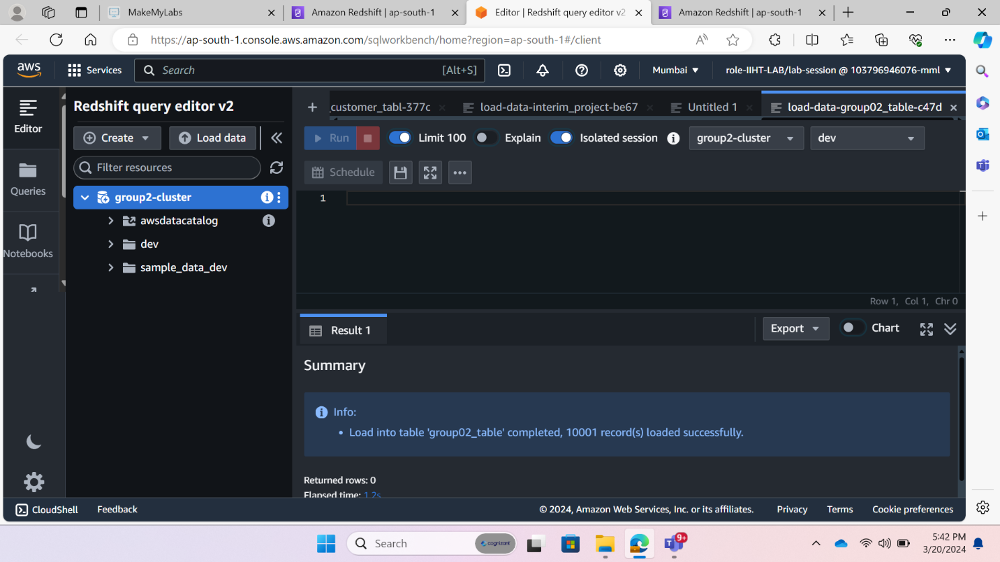 MakeMyLabs
Amazon Redshift | ap-south-1
Editor | Redshift query editor v2
Amazon Redshift | ap-south-1
https://ap-south-1.console.aws.amazon.com/sqlworkbench/home?region=ap-south-1#/client
aws
Services
Search
[Alt+S]
Mumbai
role-IIHT-LAB/lab-session @ 103796946076-mml
Editor
Queries
Notebooks
Redshift query editor v2
Create
Load data
Filter resources
group2-cluster
awsdatacatalog
dev
sample_data_dev
_customer_tabl-377c
load-data-interim_project-be67
Untitled 1
load-data-group02_table-c47d
Run
Limit 100
Explain
Isolated session
group2-cluster
dev
Schedule
1
Row 1, Col 1, Chr 0
Result 1
Export
Chart
Summary
Info:
• Load into table 'group02_table' completed, 10001 record(s) loaded successfully.
Returned rows: 0
Elapsed time: 1.2s
CloudShell
Feedback
© 2024, Amazon Web Services, Inc. or its affiliates.
Privacy
Terms
Cookie preferences
Search
cognizant
9+
5:42 PM
3/20/2024